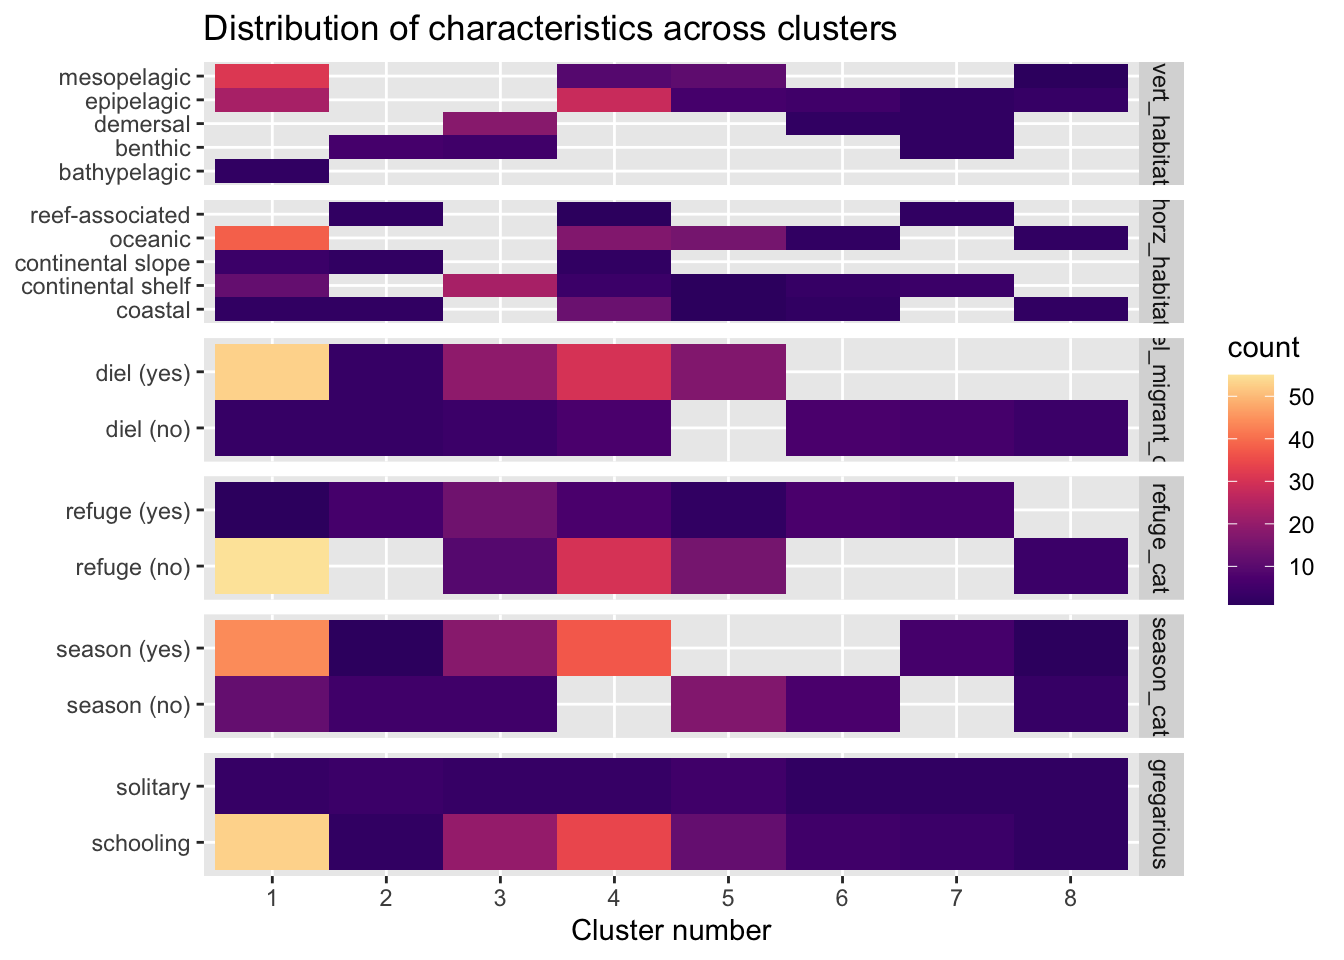 Distribution of characteristics across clusters
mesopelagic
epipelagic
demersal
benthic
bathypelagic
vert_habitat
reef-associated
oceanic
continental slope
continental shelf
coastal
horz_habitat
diel (yes)
diel (no)
el_migrant_c
refuge (yes)
refuge (no)
refuge_cat
season (yes)
season (no)
season_cat
solitary
schooling
gregarious
1 2 3 4 5 6 7 8
Cluster number
count
50
40
30
20
10